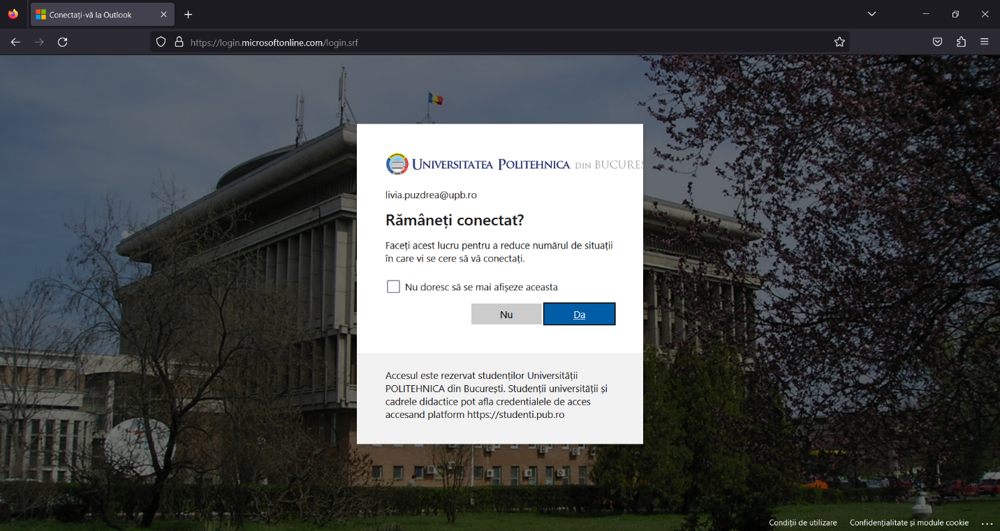 Conectați-vă la Outlook
https://login.microsoftonline.com/login.srf
UNIVERSITATEA POLITEHNICA DIN BUCUREȘ
livia.puzdrea@upb.ro
Rămâneți conectat?
Faceți acest lucru pentru a reduce numărul de situații
în care vi se cere să vă conectați.
Nu doresc să se mai afișeze aceasta
Nu
Da
Accesul este rezervat studenților Universității
POLITEHNICA din București. Studenții universității și
cadrele didactice pot afla credentialele de acces
accesand platform https://studenti.pub.ro
Condiții de utilizare
Confidențialitate și module cookie
...